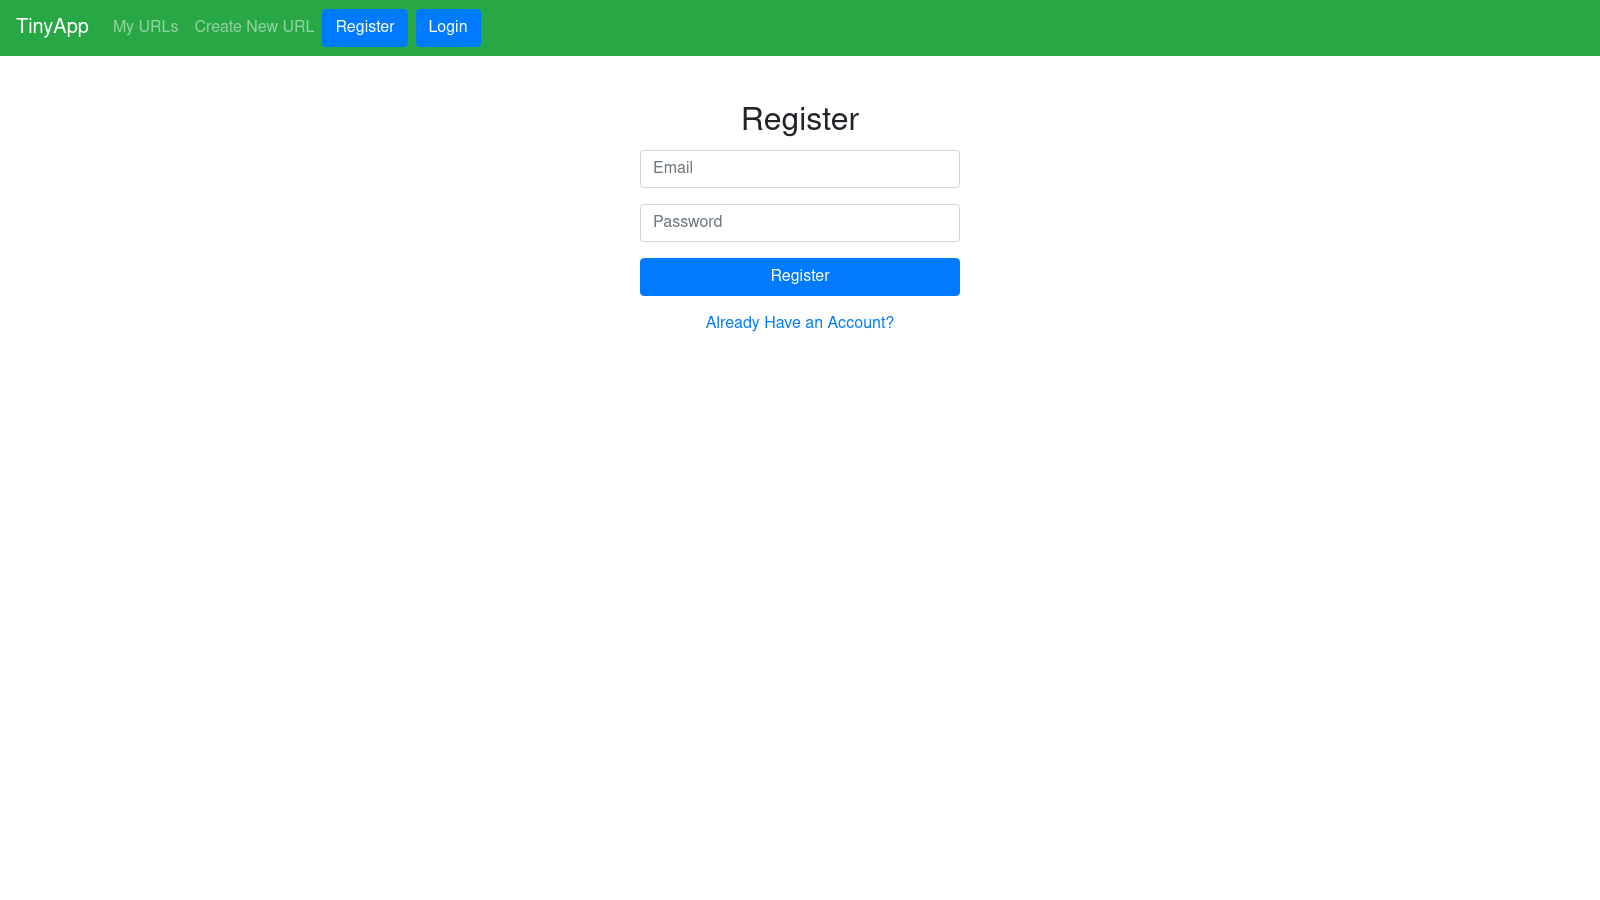 TinyApp My URLs Create New URL Register Login
Register
Email
Password
Register
Already Have an Account?